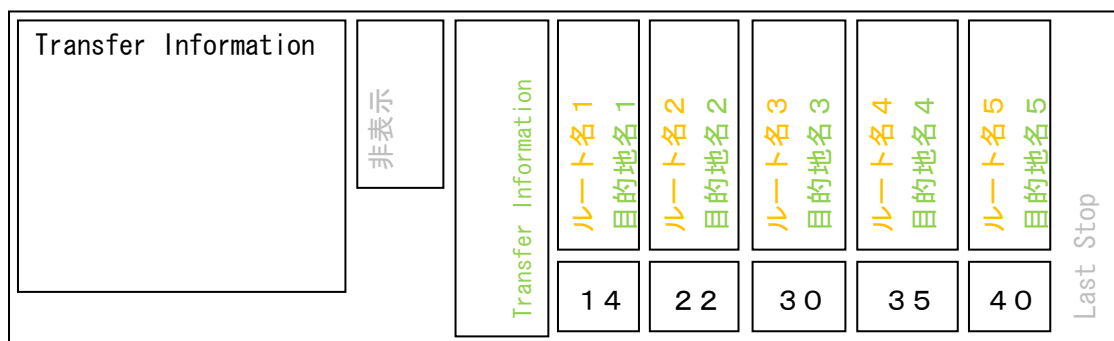 Transfer Information
非表示
Transfer Information
ルート名１
目的地名１
ルート名２
目的地名２
ルート名３
目的地名３
ルート名４
目的地名４
ルート名５
目的地名５
１４
２２
３０
３５
４０
Last Stop